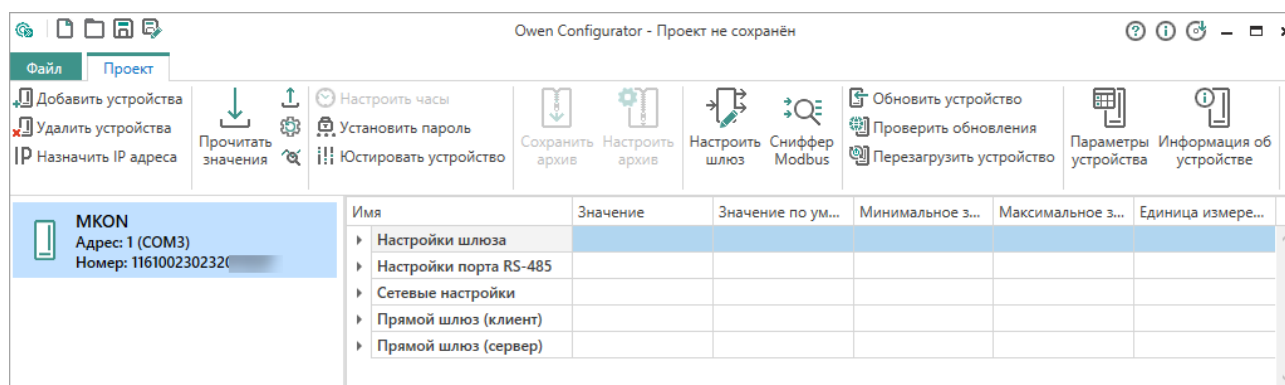 Owen Configurator - Проект не сохранён
Файл
Проект
Добавить устройства
Удалить устройства
IP Назначить IP адреса
Прочитать
значения
Настроить часы
Установить пароль
Юстировать устройство
Сохранить
архив
Настроить
архив
Настроить
шлюз
Сниффер
Modbus
Обновить устройство
Проверить обновления
Перезагрузить устройство
Параметры
устройства
Информация об
устройстве
MKON
Адрес: 1 (COM3)
Номер: 1161002302320
Имя
Значение
Значение по ум...
Минимальное з...
Максимальное з...
Единица измере...
Настройки шлюза
Настройки порта RS-485
Сетевые настройки
Прямой шлюз (клиент)
Прямой шлюз (сервер)